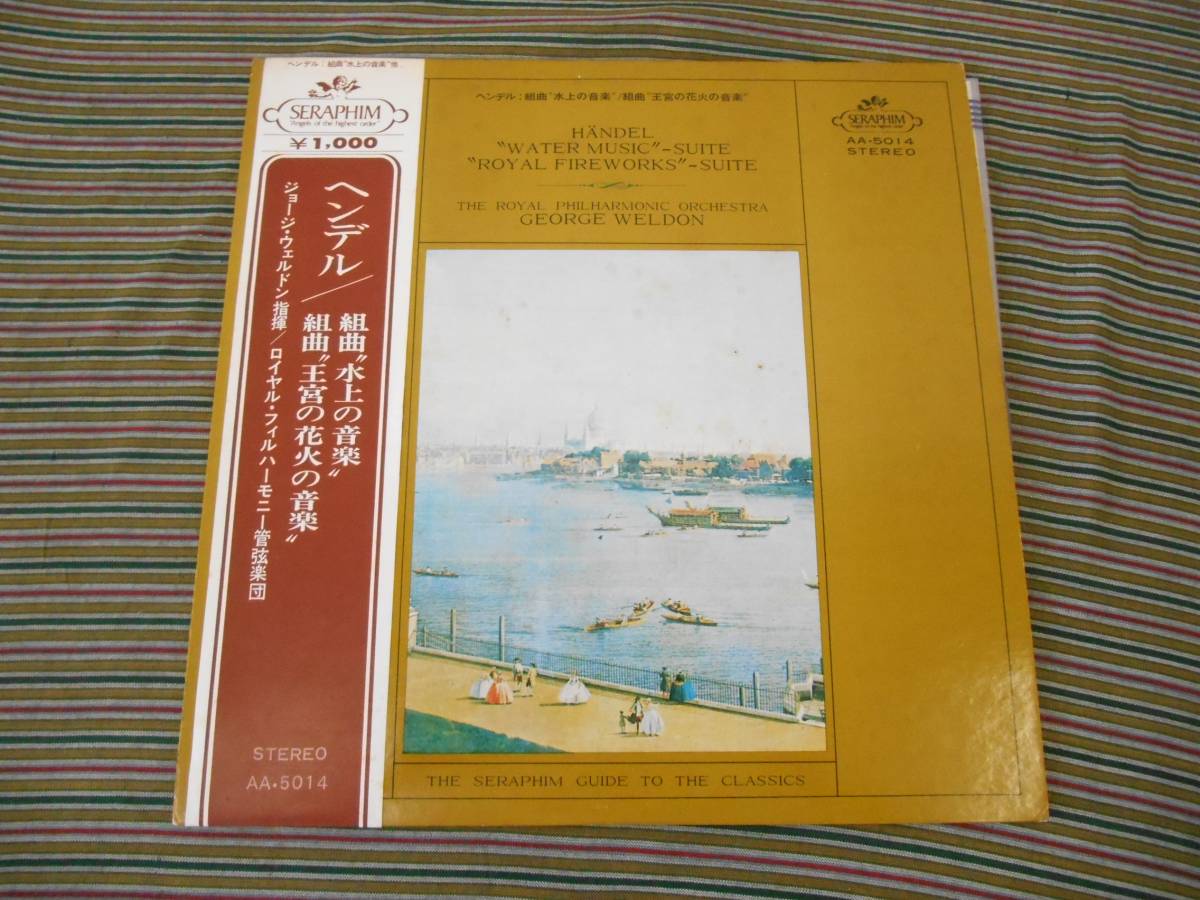 ヘンデル:組曲"水上の音楽"他
SERAPHIM
"Angels of the highest order"
¥1,000
ヘンデル/
組曲"水上の音楽"
組曲"王宮の花火の音楽"
ジョージ・ウェルドン指揮/ロイヤル・フィルハーモニー管弦楽団
STEREO
AA・5014
ヘンデル:組曲"水上の音楽"/組曲"王宮の花火の音楽"
HÄNDEL
"WATER MUSIC"-SUITE
"ROYAL FIREWORKS"-SUITE
THE ROYAL PHILHARMONIC ORCHESTRA
GEORGE WELDON
SERAPHIM
"Angels of the highest order"
AA-5014
STEREO
THE SERAPHIM GUIDE TO THE CLASSICS